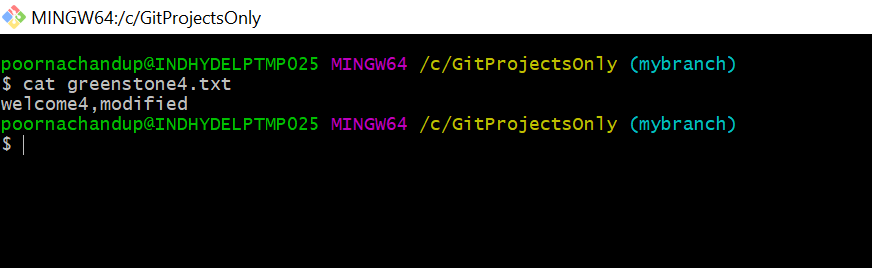 MINGW64:/c/GitProjectsOnly
poornachandup@INDHYDELPTMP025 MINGW64 /c/GitProjectsOnly (mybranch)
$ cat greenstone4.txt
welcome4,modified
poornachandup@INDHYDELPTMP025 MINGW64 /c/GitProjectsOnly (mybranch)
$